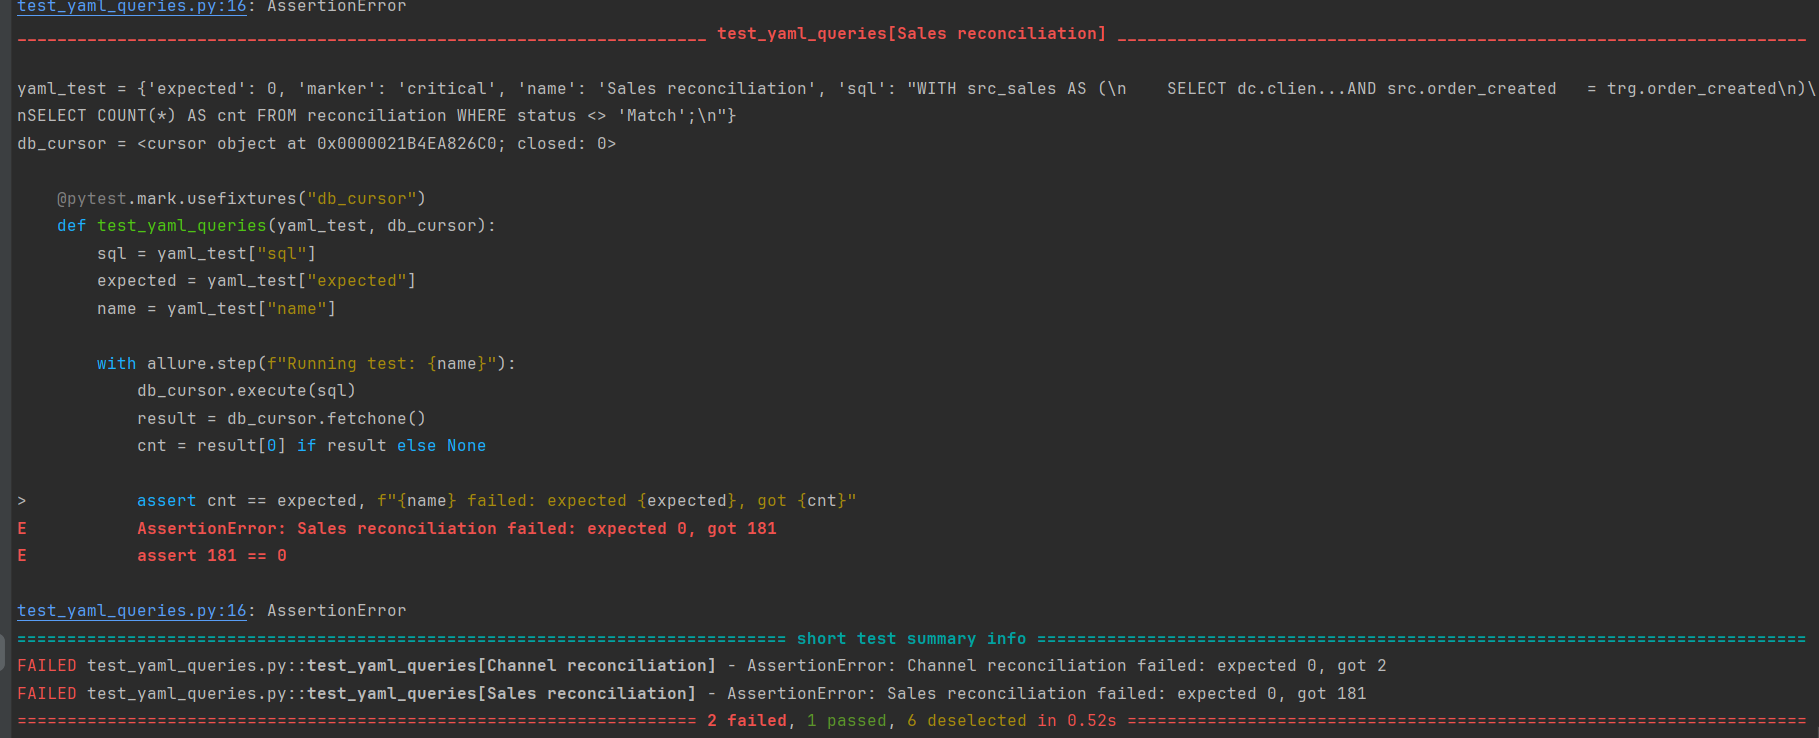 test_yaml_queries.py:16: AssertionError
_____________________________________________________________________ test_yaml_queries[Sales reconciliation] _____________________________________________________________________
yaml_test = {'expected': 0, 'marker': 'critical', 'name': 'Sales reconciliation', 'sql': "WITH src_sales AS (\n    SELECT dc.clien...AND src.order_created   = trg.order_created\n)\
nSELECT COUNT(*) AS cnt FROM reconciliation WHERE status <> 'Match';\n"}
db_cursor = <cursor object at 0x0000021B4EA826C0; closed: 0>
    @pytest.mark.usefixtures("db_cursor")
    def test_yaml_queries(yaml_test, db_cursor):
        sql = yaml_test["sql"]
        expected = yaml_test["expected"]
        name = yaml_test["name"]
        with allure.step(f"Running test: {name}"):
            db_cursor.execute(sql)
            result = db_cursor.fetchone()
            cnt = result[0] if result else None
>           assert cnt == expected, f"{name} failed: expected {expected}, got {cnt}"
E           AssertionError: Sales reconciliation failed: expected 0, got 181
E           assert 181 == 0
test_yaml_queries.py:16: AssertionError
============================================================================= short test summary info =============================================================================
FAILED test_yaml_queries.py::test_yaml_queries[Channel reconciliation] - AssertionError: Channel reconciliation failed: expected 0, got 2
FAILED test_yaml_queries.py::test_yaml_queries[Sales reconciliation] - AssertionError: Sales reconciliation failed: expected 0, got 181
==================================================================== 2 failed, 1 passed, 6 deselected in 0.52s ====================================================================